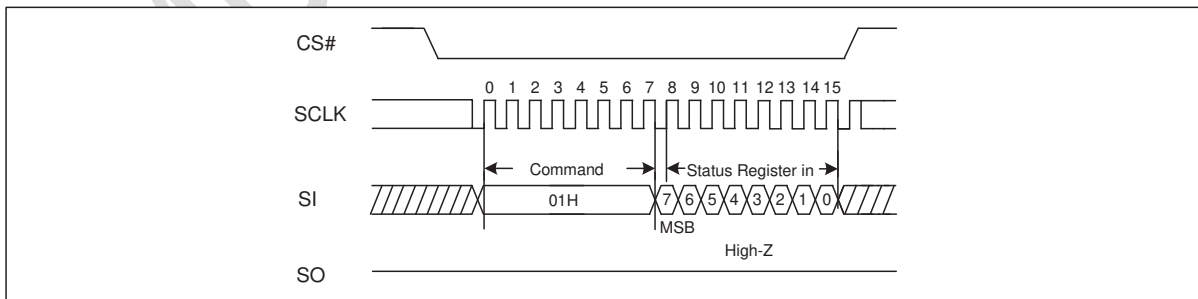 CS#
0 1 2 3 4 5 6 7 8 9 10 11 12 13 14 15
SCLK
Command Status Register in
SI 01H 7 6 5 4 3 2 1 0
MSB
High-Z
SO